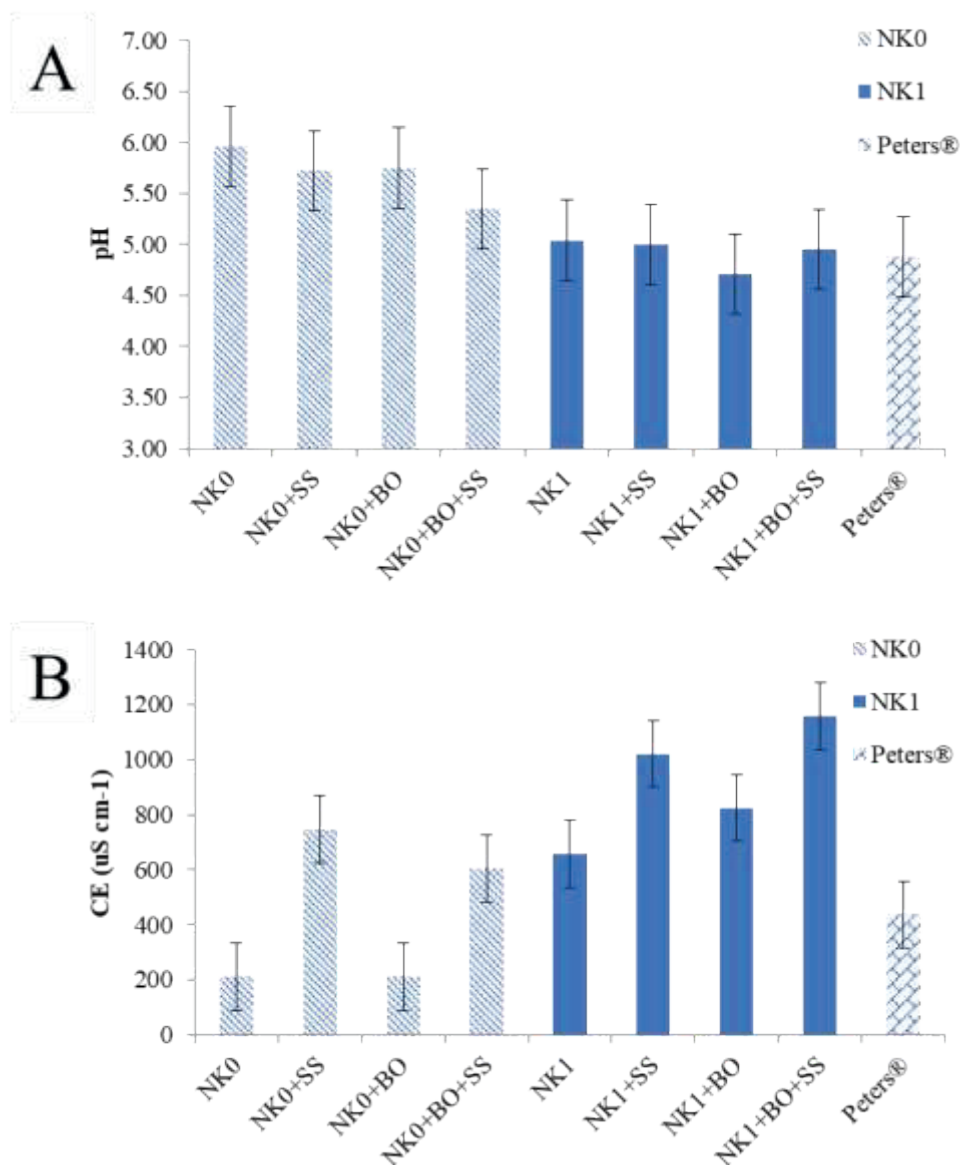 A
7.00
6.50
6.00
5.50
5.00
4.50
4.00
3.50
3.00
pH
NK0
NK1
Peters®
NK0
NK0+SS
NK0+BO
NK0+BO+SS
NK1
NK1+SS
NK1+BO
NK1+BO+SS
Peters®
B
1400
1200
1000
800
600
400
200
0
CE (uS cm-1)
NK0
NK1
Peters®
NK0
NK0+SS
NK0+BO
NK0+BO+SS
NK1
NK1+SS
NK1+BO
NK1+BO+SS
Peters®